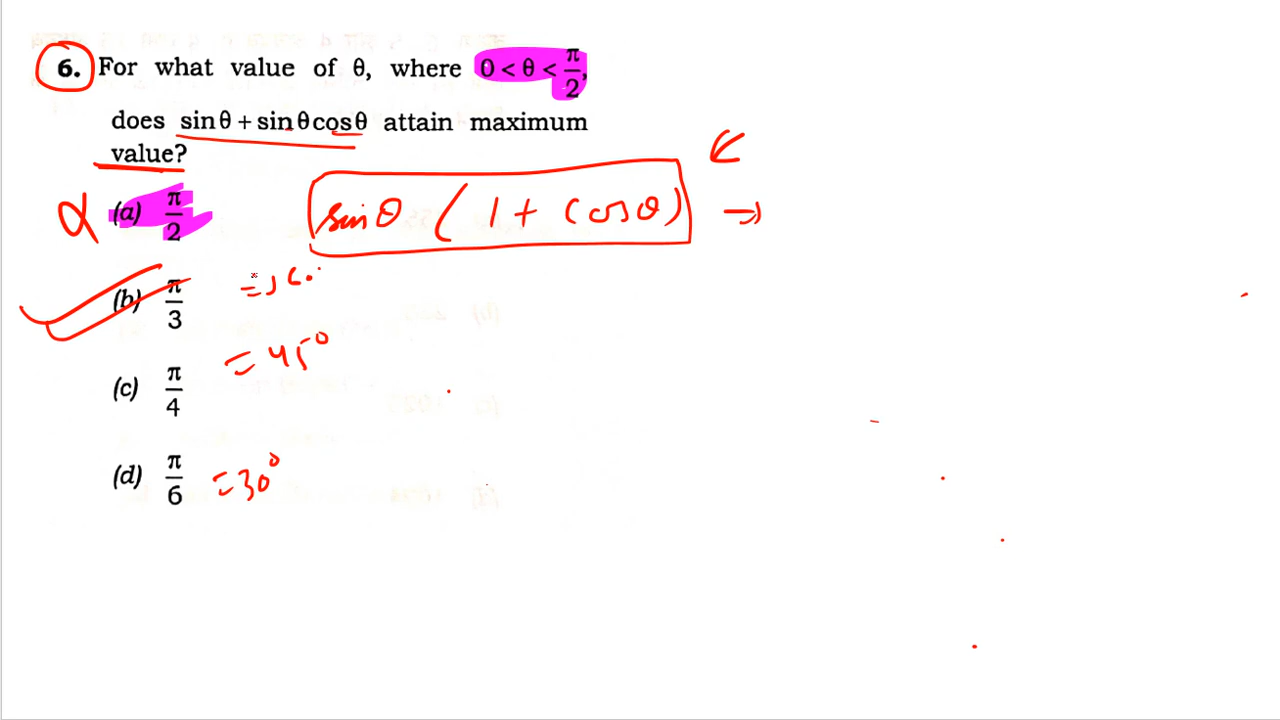 6. For what value of θ, where 0 < θ < π/2,
does sinθ + sinθcosθ attain maximum
value?
(a) π/2
sinθ ( 1 + cosθ) →
(b) π/3
(c) π/4 = 45°
(d) π/6 = 30°